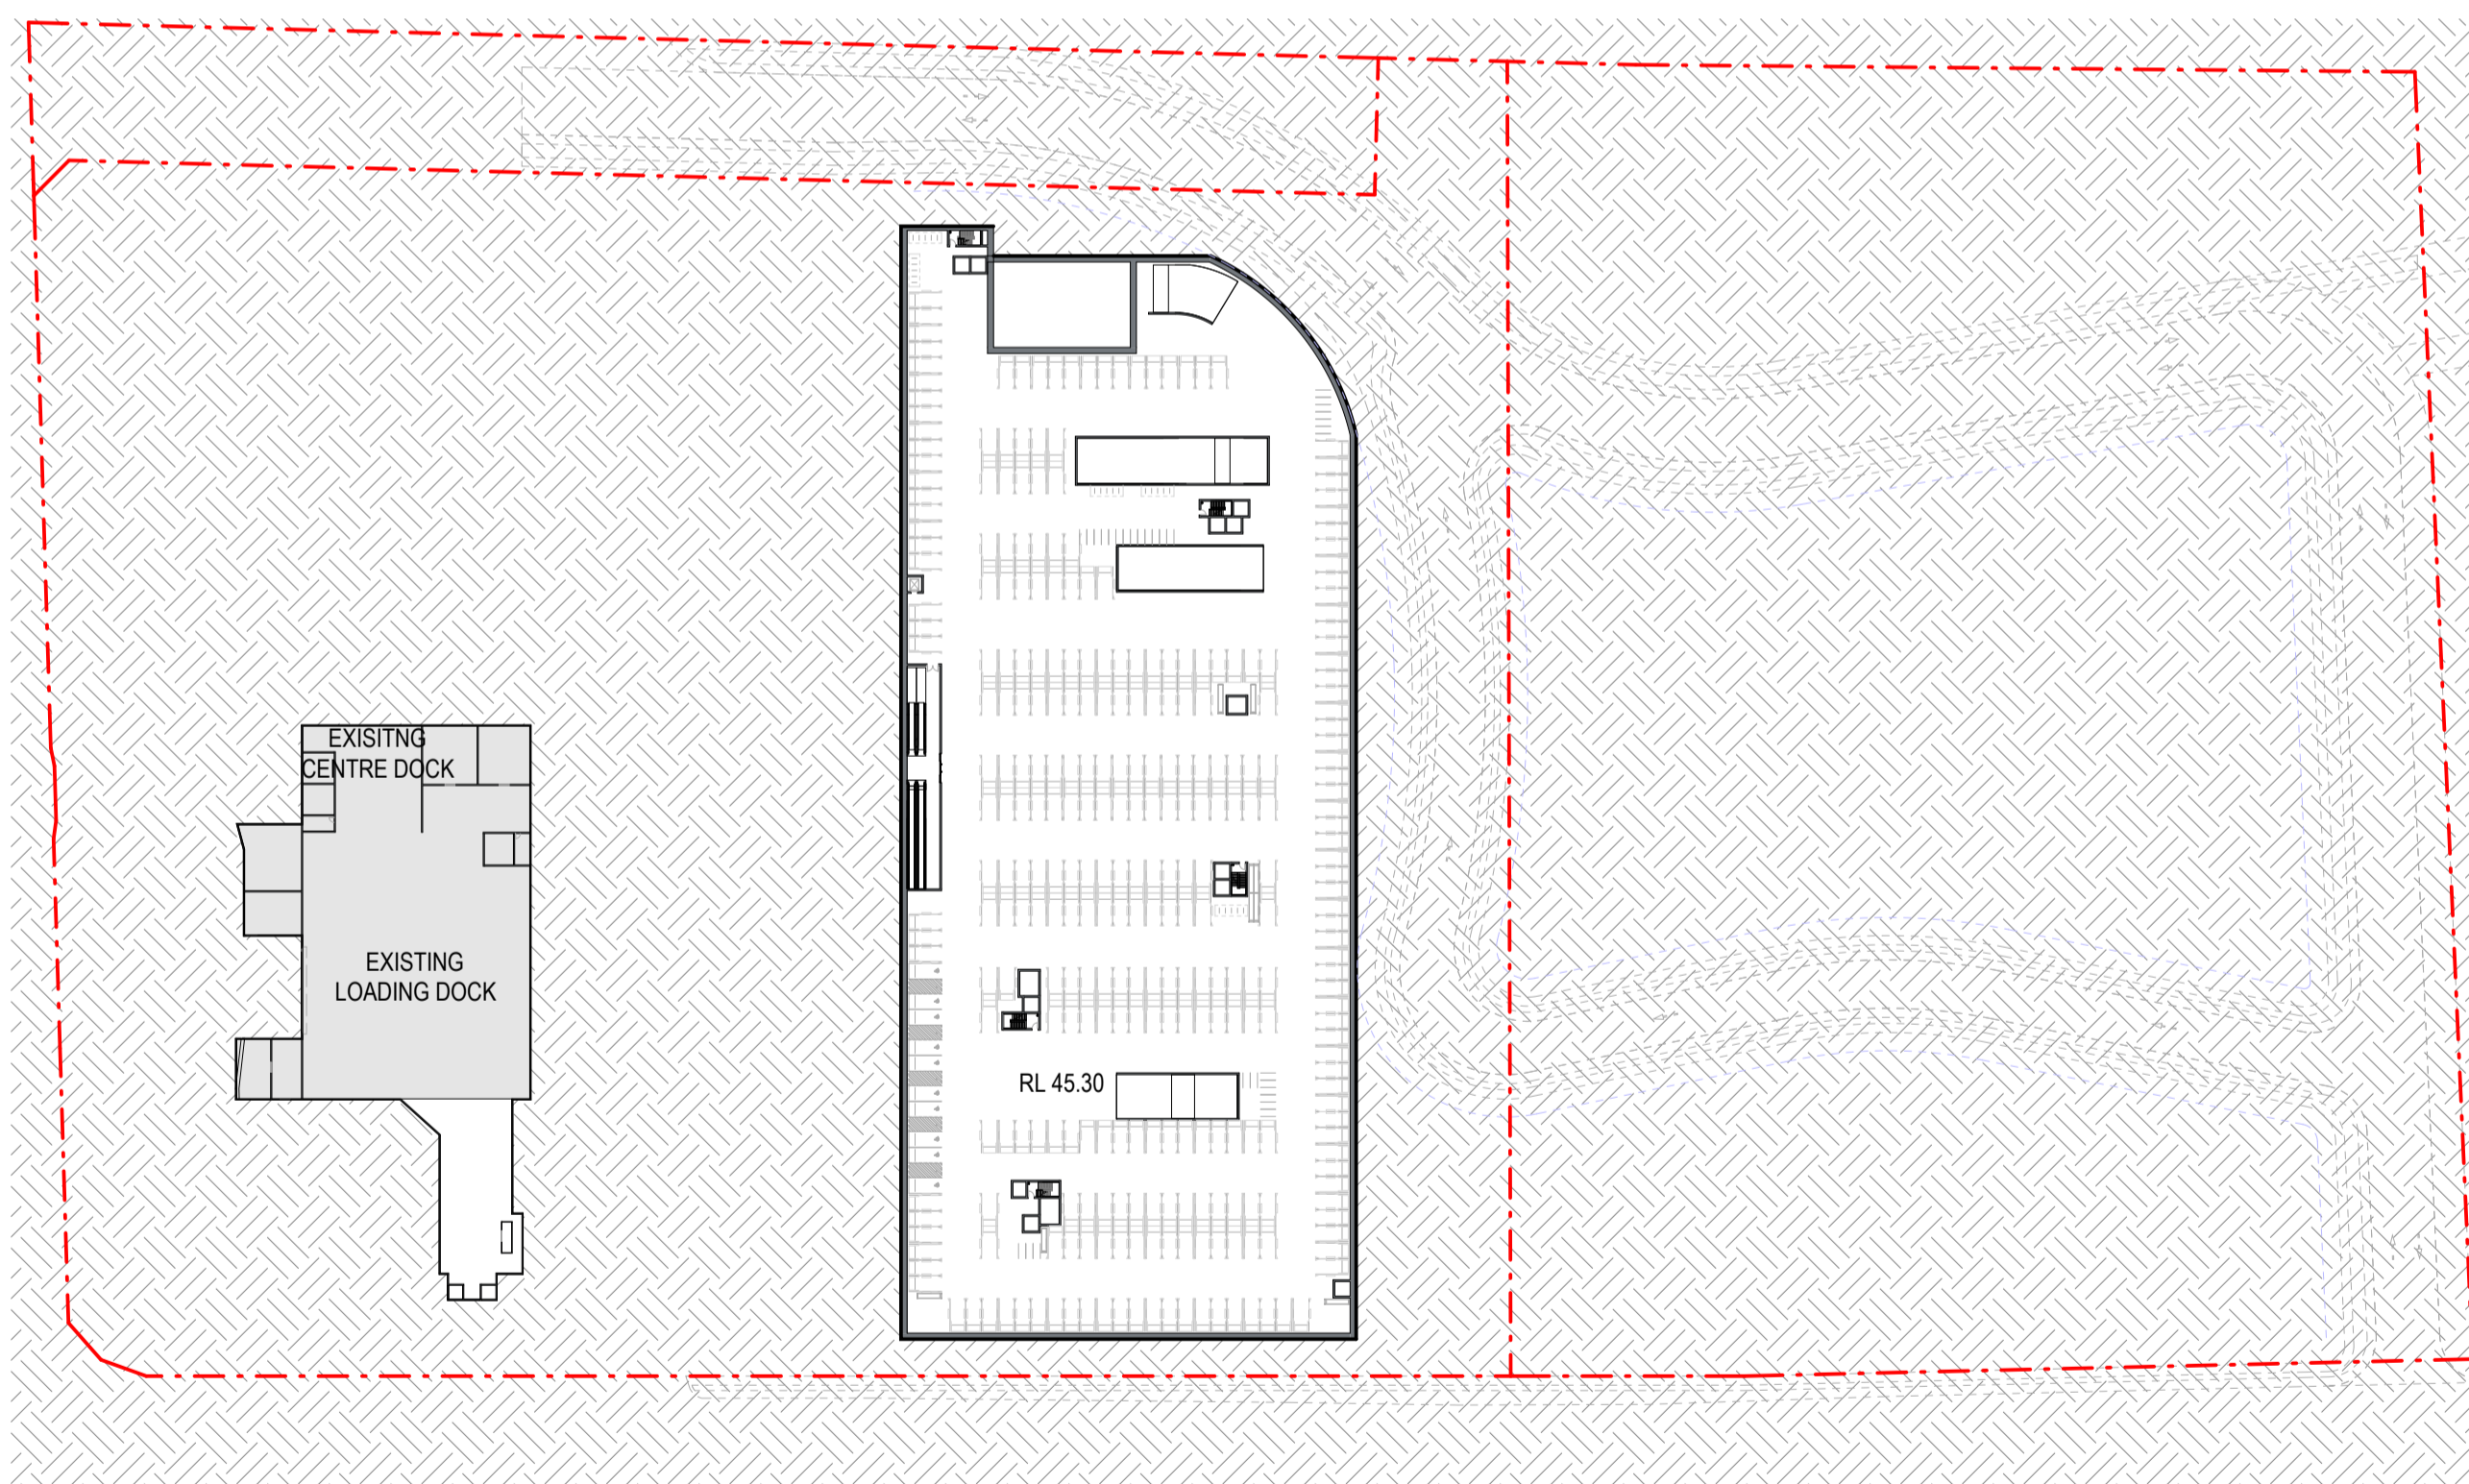 EXISITNG
CENTRE DOCK
EXISTING
LOADING DOCK
RL 45.30